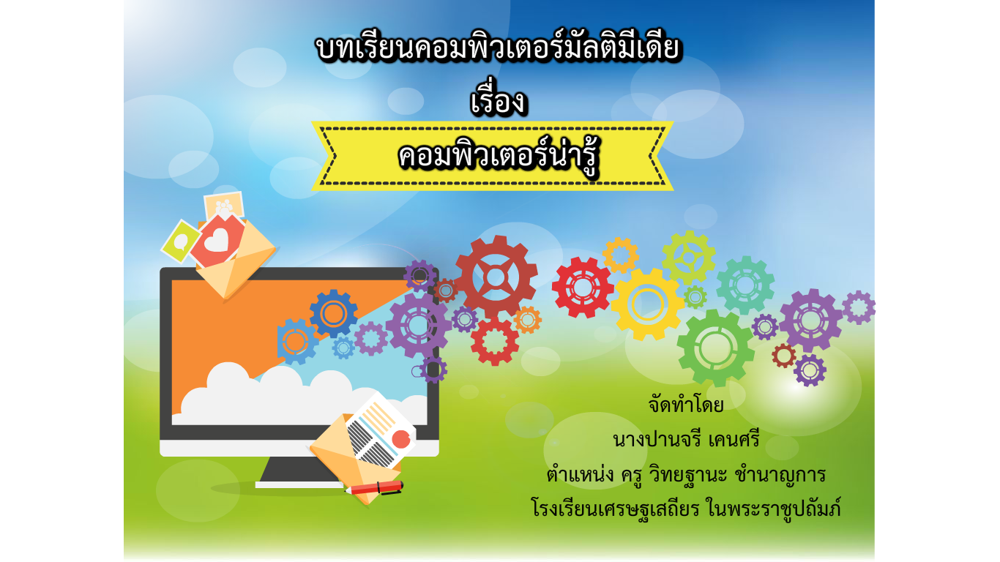 บทเรียนคอมพิวเตอร์มัลติมีเดีย
เรื่อง
คอมพิวเตอร์น่ารู้
จัดทำโดย
นางปานจรี เคนศรี
ตำแหน่ง ครู วิทยฐานะ ชำนาญการ
โรงเรียนเศรษฐเสถียร ในพระราชูปถัมภ์